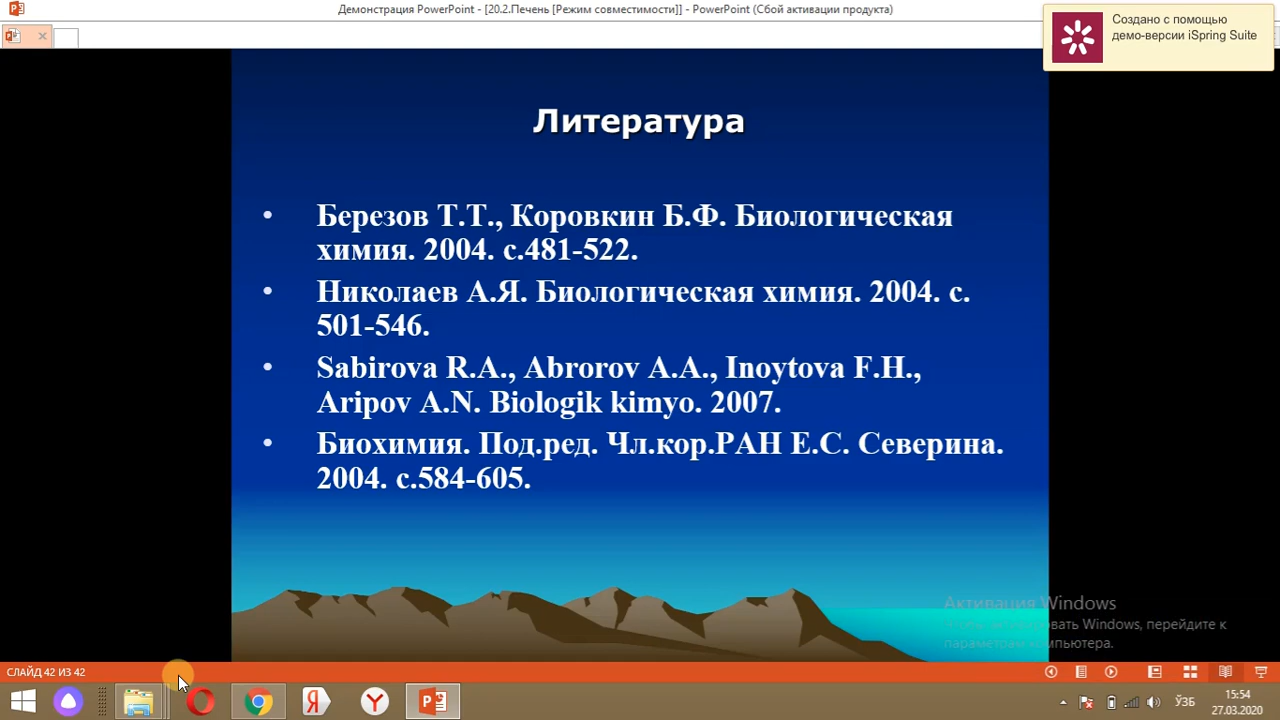 Демонстрация PowerPoint - [20.2.Печень [Режим совместимости]] - PowerPoint (Сбой активации продукта)
Создано с помощью
демо-версии iSpring Suite
Литература
• Березов Т.Т., Коровкин Б.Ф. Биологическая
химия. 2004. с.481-522.
• Николаев А.Я. Биологическая химия. 2004. с.
501-546.
• Sabirova R.A., Abrorov A.A., Inoytova F.H.,
Aripov A.N. Biologik kimyo. 2007.
• Биохимия. Под.ред. Чл.кор.РАН Е.С. Северина.
2004. с.584-605.
Активация Windows
Чтобы активировать Windows, перейдите к
параметрам компьютера.
СЛАЙД 42 ИЗ 42
ЎЗБ
15:54
27.03.2020